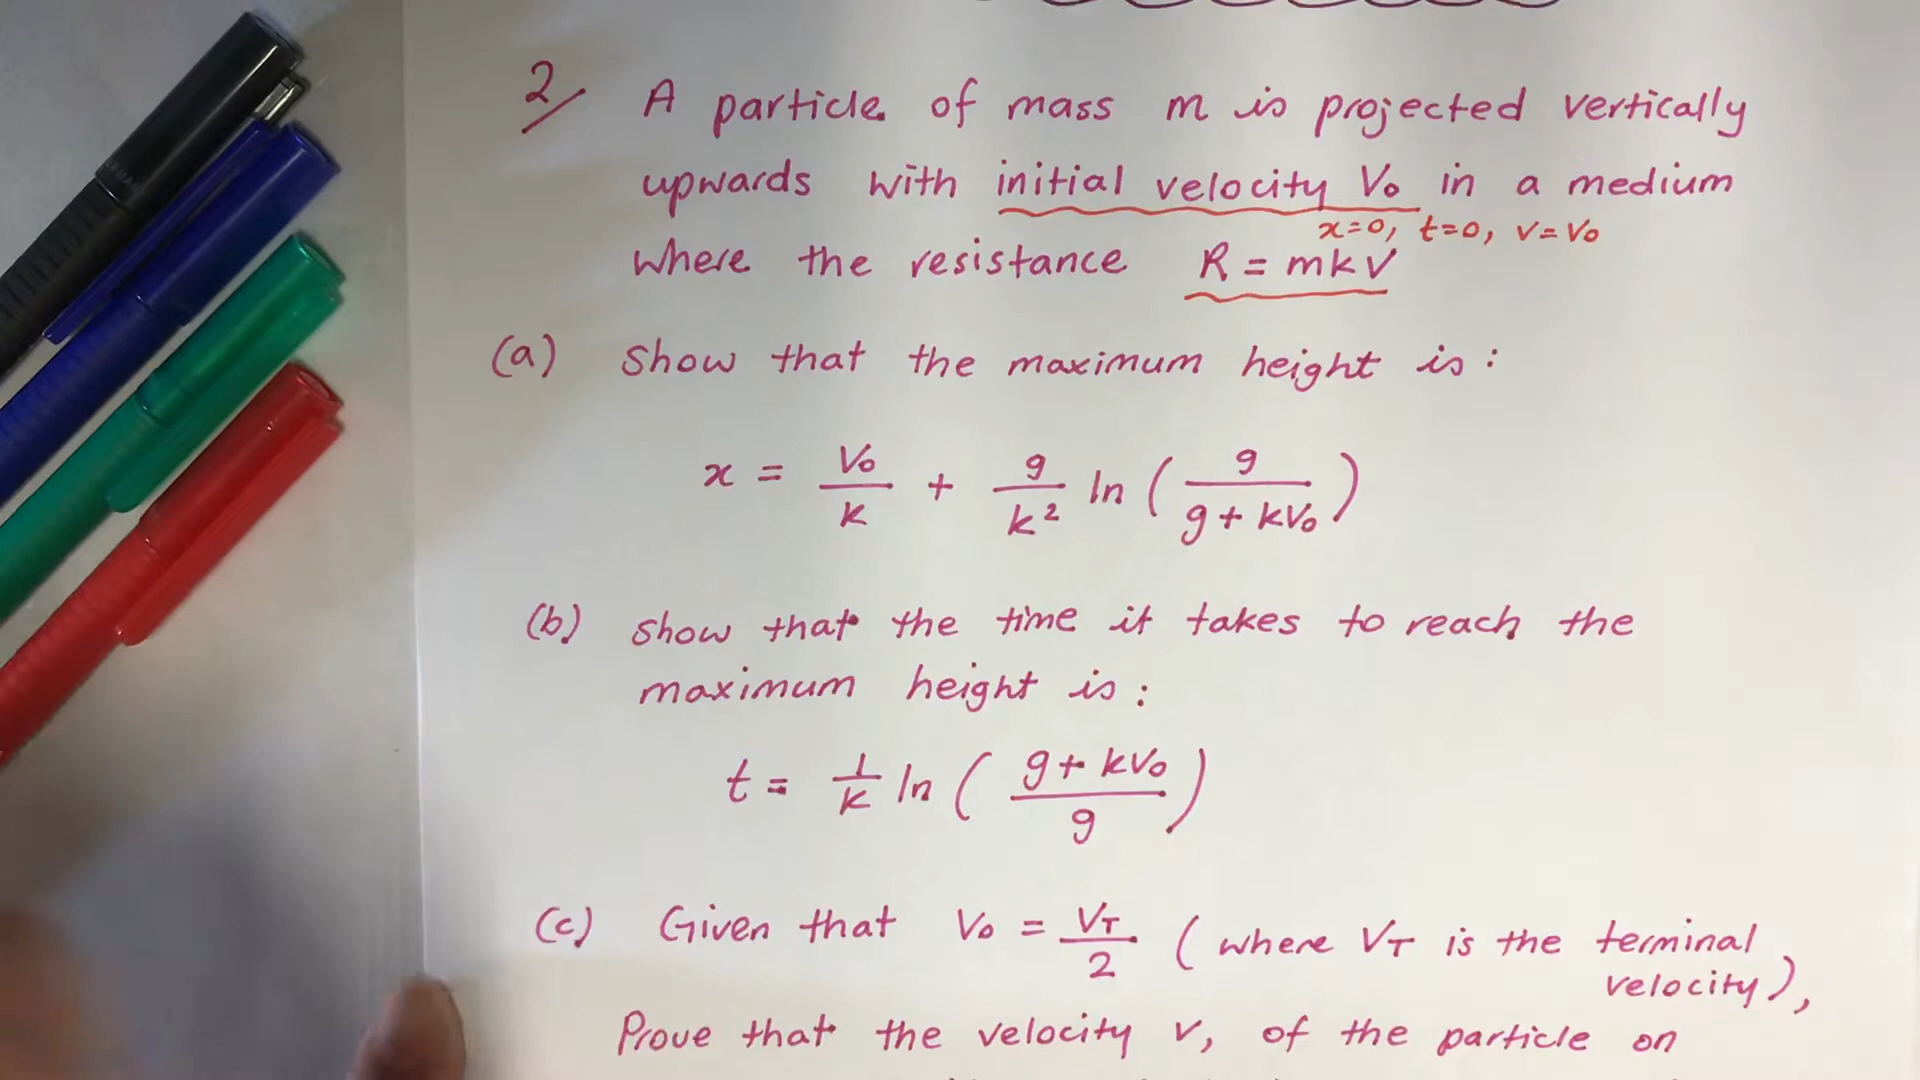 2/ A particle of mass m is projected vertically
upwards with initial velocity V₀ in a medium
x=0, t=0, v=V₀
where the resistance R = mkV
(a) Show that the maximum height is:
x = V₀/k + g/k² ln (g/(g+kV₀))
(b) show that the time it takes to reach the
maximum height is:
t = 1/k ln ((g+kV₀)/g)
(c) Given that V₀ = V_T/2 (where V_T is the terminal
velocity),
Prove that the velocity v, of the particle on